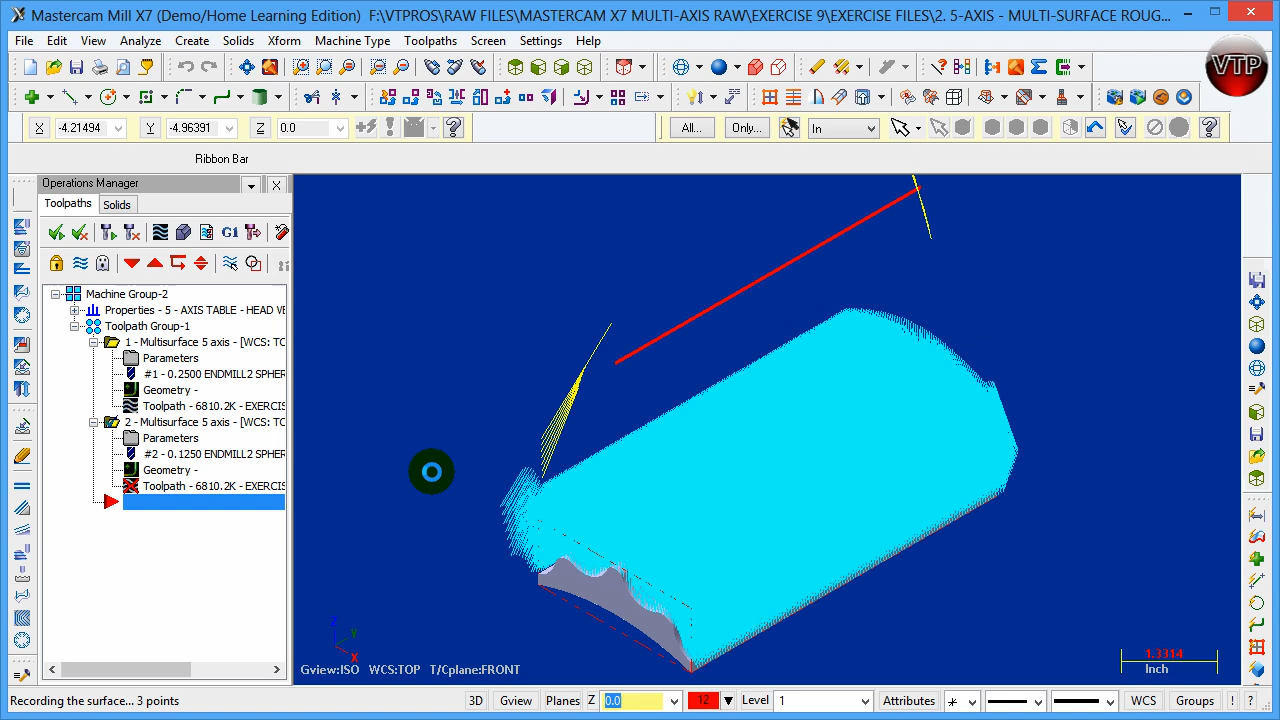 Mastercam Mill X7 (Demo/Home Learning Edition) F:\VTPROS\RAW FILES\MASTERCAM X7 MULTI-AXIS RAW\EXERCISE 9\EXERCISE FILES\2. 5-AXIS - MULTI-SURFACE ROUG...
File Edit View Analyze Create Solids Xform Machine Type Toolpaths Screen Settings Help
VTP
X -4.21494 Y -4.96391 Z 0.0 All... Only... In
Ribbon Bar
Operations Manager
Toolpaths Solids
G1
Machine Group-2
Properties - 5 - AXIS TABLE - HEAD VE
Toolpath Group-1
1 - Multisurface 5 axis - [WCS: TC
Parameters
#1 - 0.2500 ENDMILL2 SPHER
Geometry -
Toolpath - 6810.2K - EXERCIS
2 - Multisurface 5 axis - [WCS: TC
Parameters
#2 - 0.1250 ENDMILL2 SPHER
Geometry -
Toolpath - 6810.2K - EXERCIS
Z
Y
X
Gview:ISO WCS:TOP T/Cplane:FRONT
1.3314
Inch
Recording the surface... 3 points 3D Gview Planes Z 0.0 12 Level 1 Attributes WCS Groups ! ?